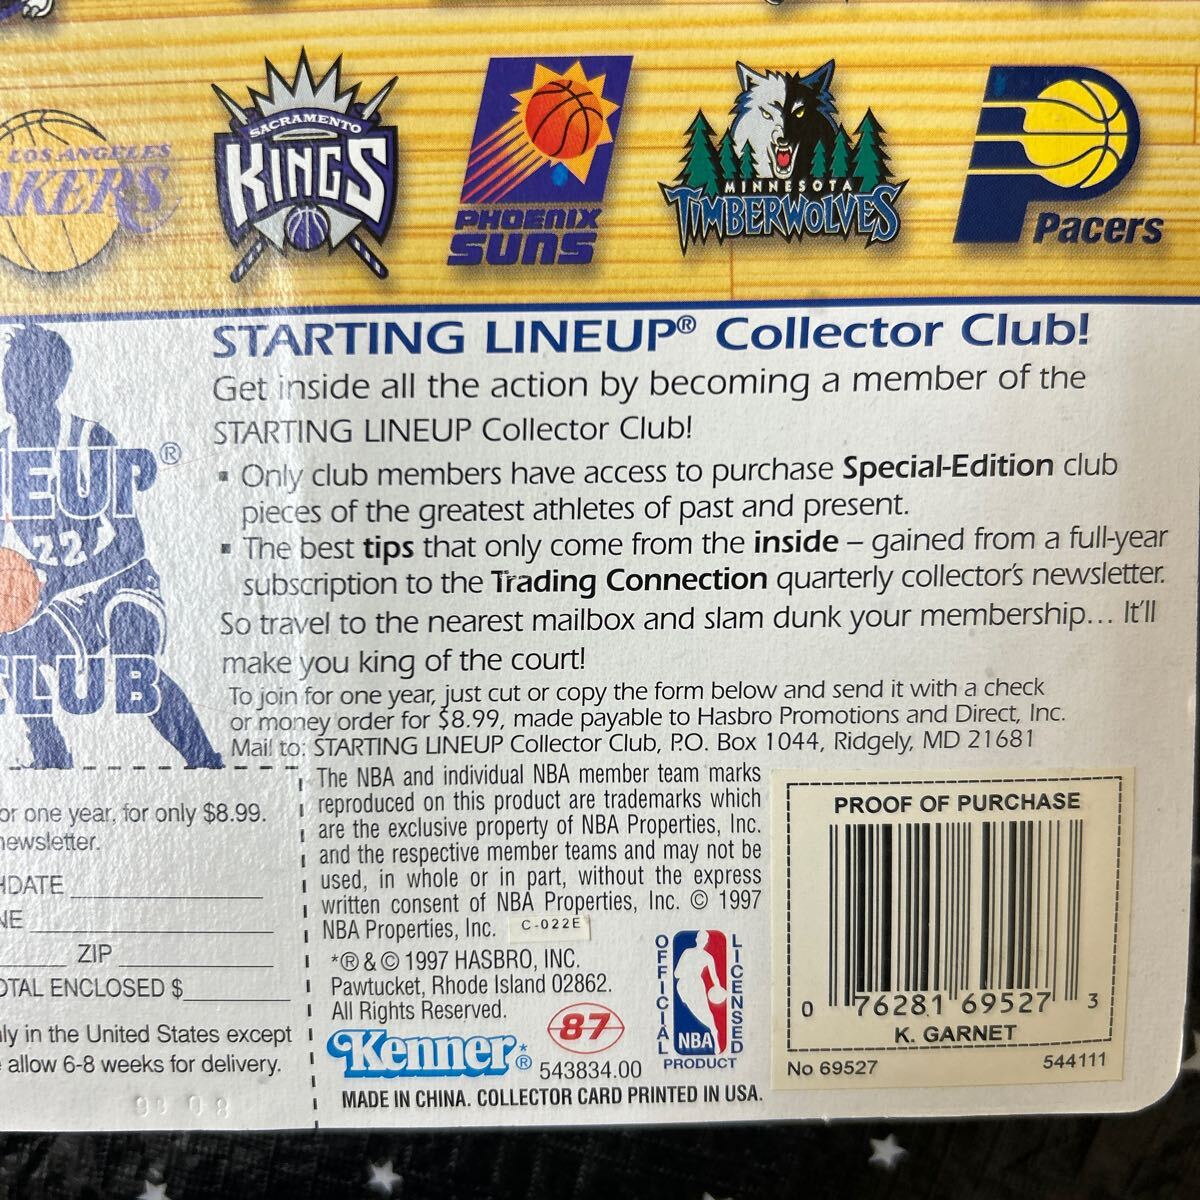 LOS ANGELES
LAKERS
SACRAMENTO
KINGS
PHOENIX
SUNS
MINNESOTA
TIMBERWOLVES
Pacers
STARTING LINEUP® Collector Club!
Get inside all the action by becoming a member of the
STARTING LINEUP Collector Club!
▪ Only club members have access to purchase Special-Edition club
pieces of the greatest athletes of past and present.
▪ The best tips that only come from the inside – gained from a full-year
subscription to the Trading Connection quarterly collector's newsletter.
So travel to the nearest mailbox and slam dunk your membership... It'll
make you king of the court!
To join for one year, just cut or copy the form below and send it with a check
or money order for $8.99, made payable to Hasbro Promotions and Direct, Inc.
Mail to: STARTING LINEUP Collector Club, P.O. Box 1044, Ridgely, MD 21681
EUP®
22
CLUB
or one year, for only $8.99.
newsletter.
HDATE
NE
ZIP
OTAL ENCLOSED $
ly in the United States except
allow 6-8 weeks for delivery.
The NBA and individual NBA member team marks
reproduced on this product are trademarks which
are the exclusive property of NBA Properties, Inc.
and the respective member teams and may not be
used, in whole or in part, without the express
written consent of NBA Properties, Inc. © 1997
NBA Properties, Inc. C-022E
*® & © 1997 HASBRO, INC.
Pawtucket, Rhode Island 02862.
All Rights Reserved.
Kenner*®
87
543834.00
OFFICIAL
LICENSED
NBA
PRODUCT
MADE IN CHINA. COLLECTOR CARD PRINTED IN USA.
PROOF OF PURCHASE
0 76281 69527 3
K. GARNET
No 69527
544111